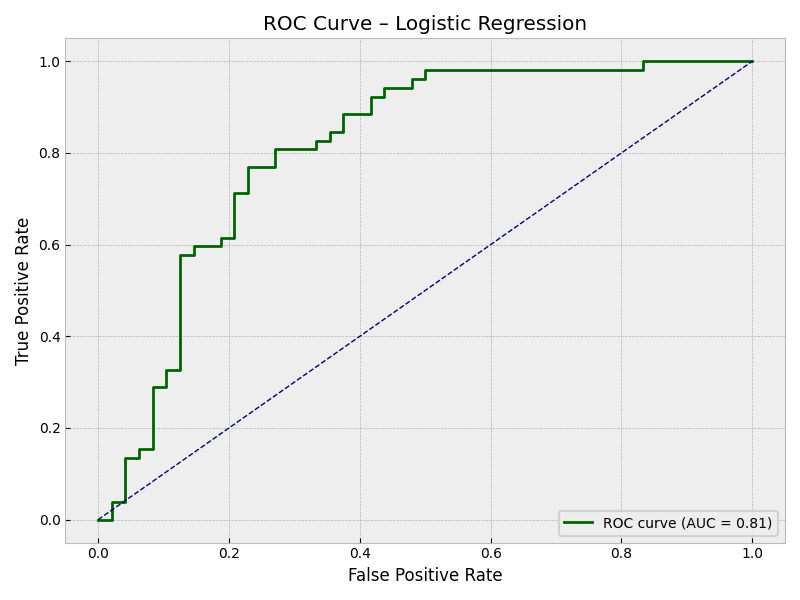 ROC Curve – Logistic Regression
1.0
0.8
0.6
0.4
0.2
0.0
True Positive Rate
ROC curve (AUC = 0.81)
0.0 0.2 0.4 0.6 0.8 1.0
False Positive Rate